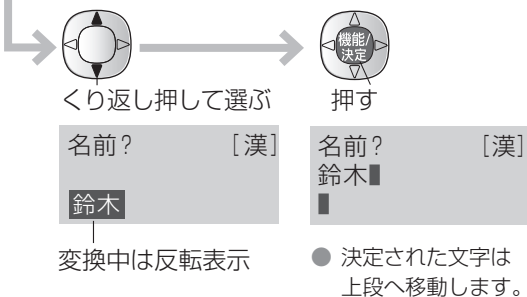 機能/
決定
くり返し押して選ぶ
押す
名前? [漢]
鈴木
変換中は反転表示
名前? [漢]
鈴木
● 決定された文字は
上段へ移動します。